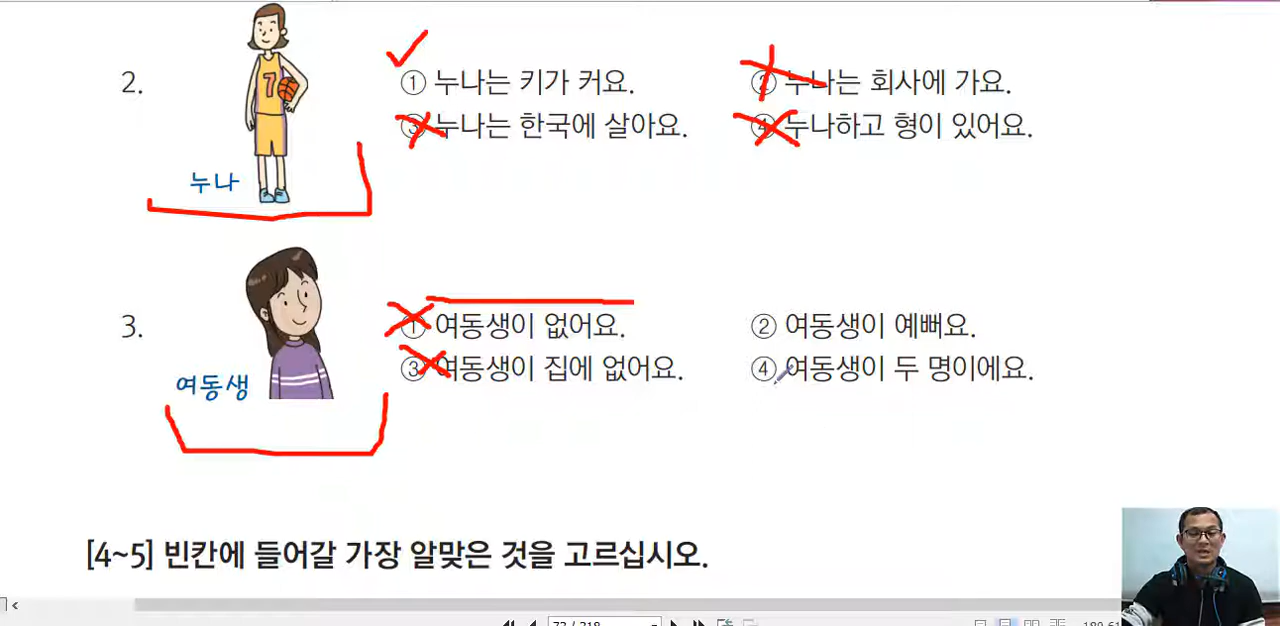 2.
7
누나
① 누나는 키가 커요.
② 누나는 회사에 가요.
③ 누나는 한국에 살아요.
④ 누나하고 형이 있어요.
3.
여동생
① 여동생이 없어요.
② 여동생이 예뻐요.
③ 여동생이 집에 없어요.
④ 여동생이 두 명이에요.
[4~5] 빈칸에 들어갈 가장 알맞은 것을 고르십시오.